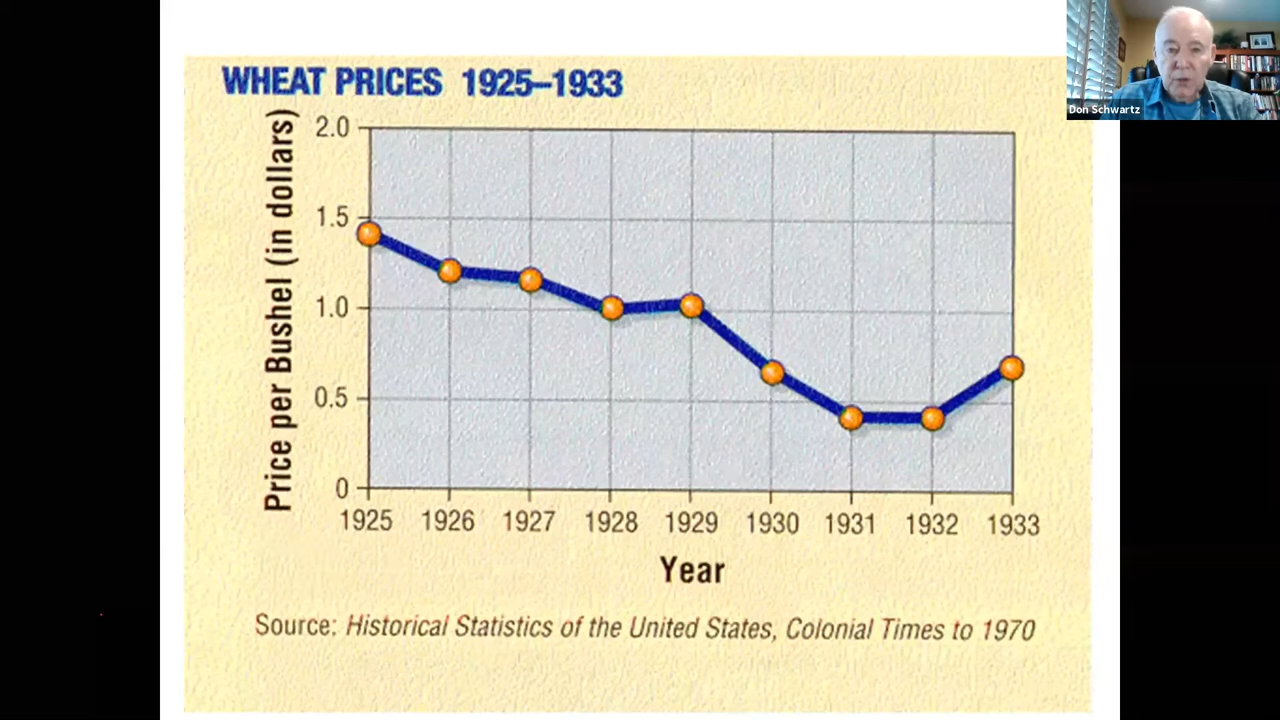 Don Schwartz
WHEAT PRICES 1925–1933
Price per Bushel (in dollars)
2.0
1.5
1.0
0.5
0
1925 1926 1927 1928 1929 1930 1931 1932 1933
Year
Source: Historical Statistics of the United States, Colonial Times to 1970